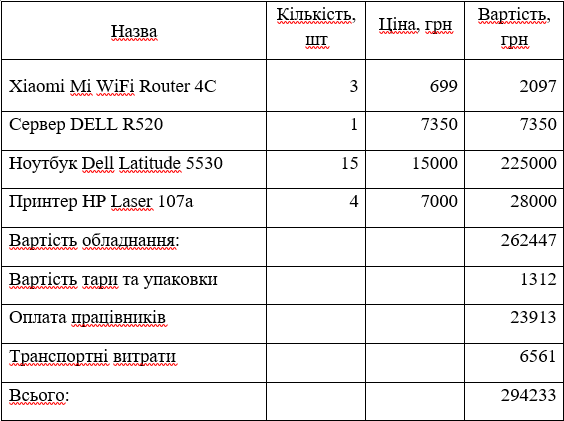 Назва Кількість, шт Ціна, грн Вартість, грн
Xiaomi Mi WiFi Router 4C 3 699 2097
Сервер DELL R520 1 7350 7350
Ноутбук Dell Latitude 5530 15 15000 225000
Принтер HP Laser 107a 4 7000 28000
Вартість обладнання: 262447
Вартість тари та упаковки 1312
Оплата працівників 23913
Транспортні витрати 6561
Всього: 294233